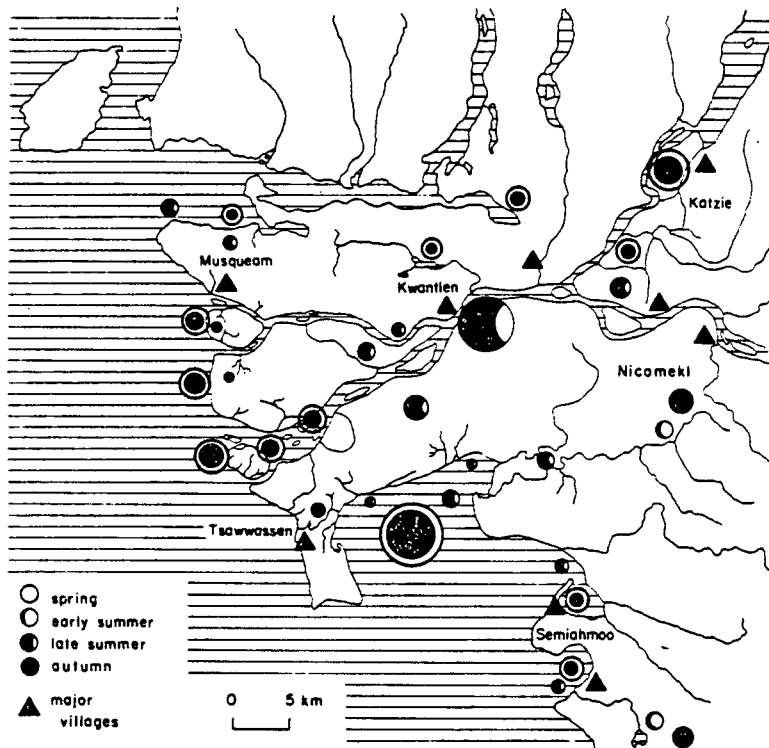 Katzie
Musqueam
Kwantlen
Nicomekl
Tsawwassen
Semiahmoo
spring
early summer
late summer
autumn
major
villages
0 5 km